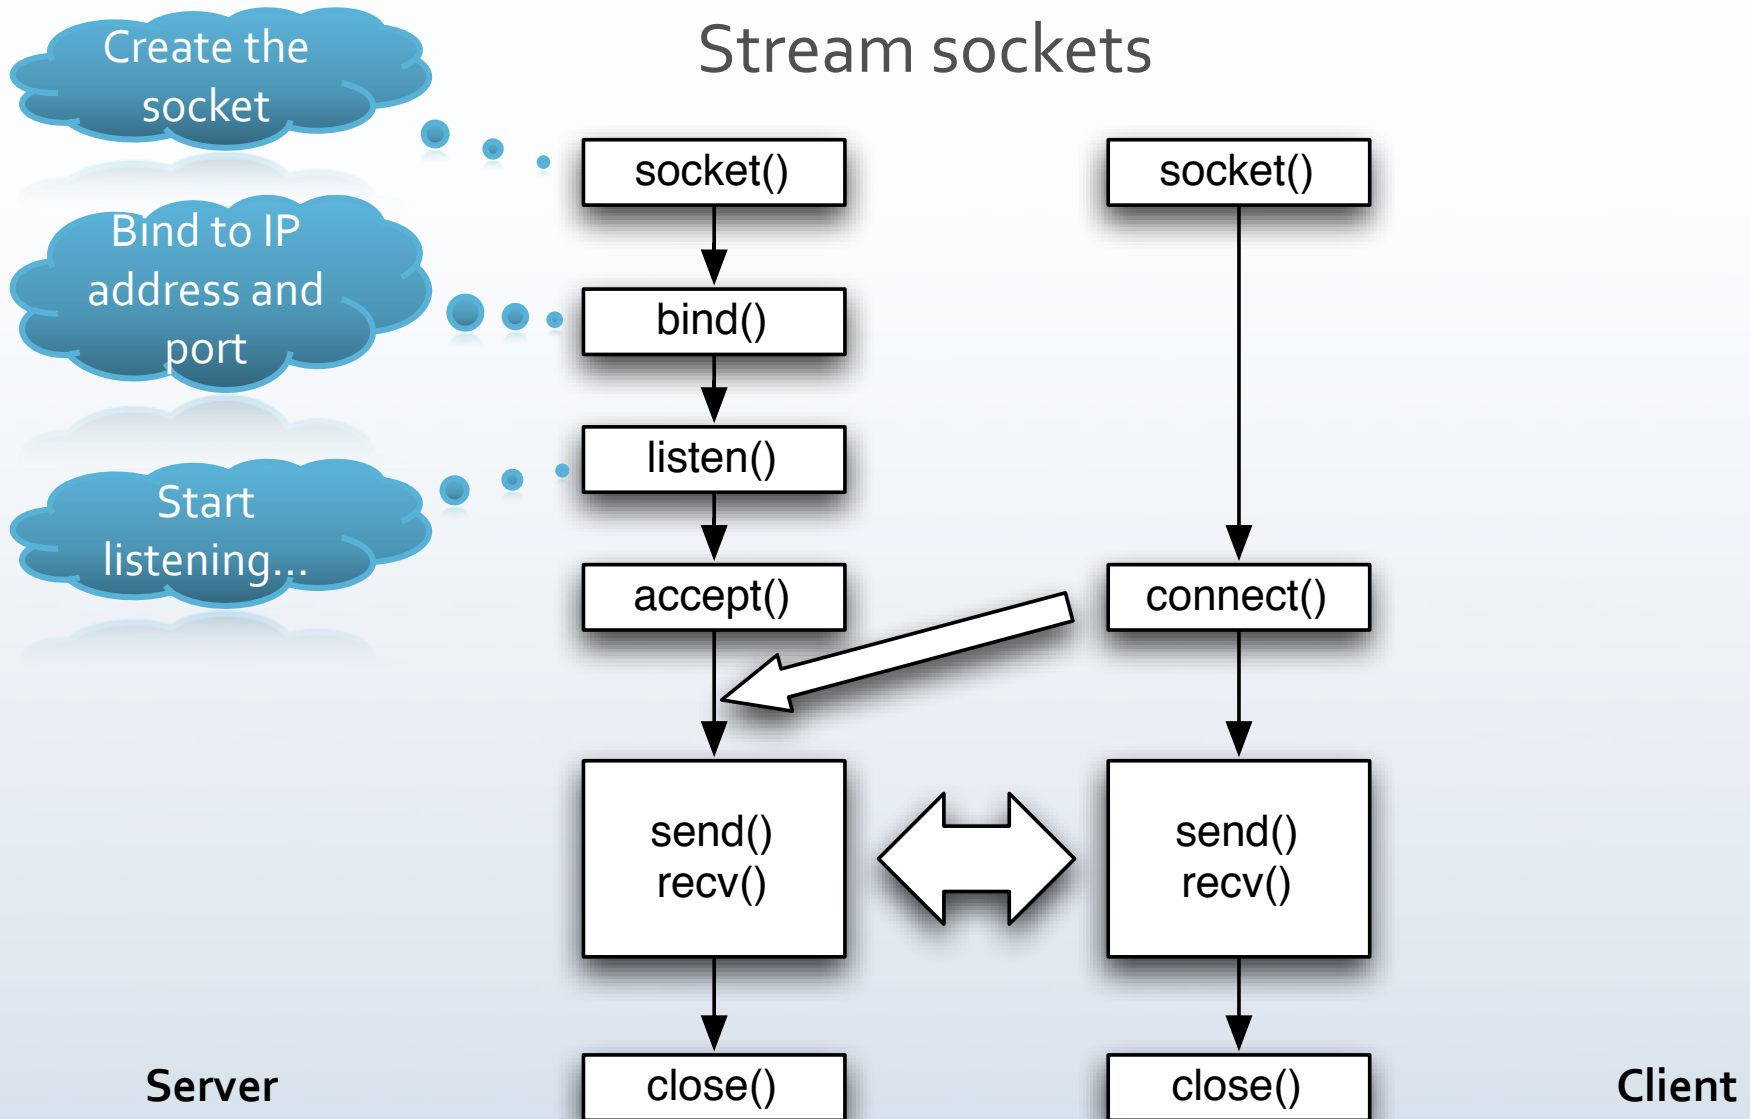 Stream sockets
Create the
socket
Bind to IP
address and
port
Start
listening...
socket()
bind()
listen()
accept()
send()
recv()
close()
socket()
connect()
send()
recv()
close()
Server
Client